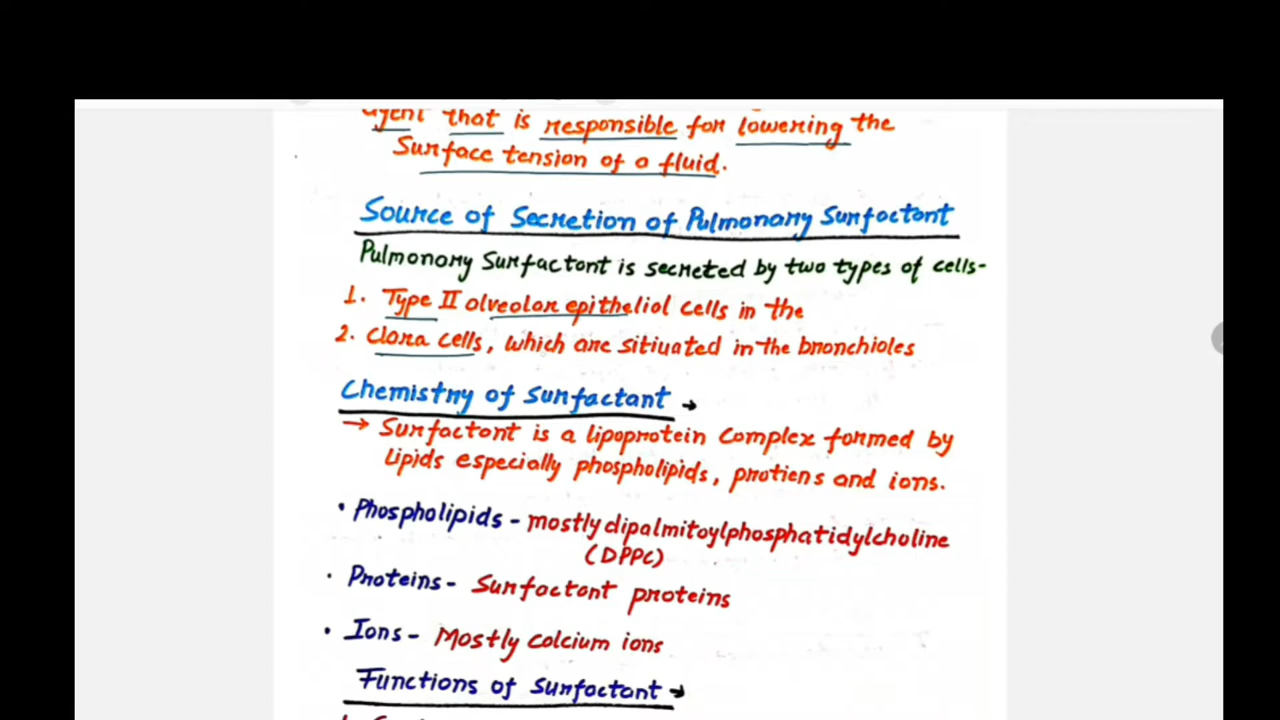 agent that is responsible for lowering the
Surface tension of a fluid.
Source of Secretion of Pulmonary Surfactant
Pulmonary Surfactant is secreted by two types of cells-
1. Type II alveolar epithelial cells in the
2. Clara cells, which are sitiuated in the bronchioles
Chemistry of Surfactant →
→ Surfactant is a lipoprotein complex formed by
Lipids especially phospholipids, protiens and ions.
• Phospholipids - mostly dipalmitoylphosphatidylcholine
(DPPC)
• Proteins - Surfactant proteins
• Ions - Mostly calcium ions
Functions of Surfactant →